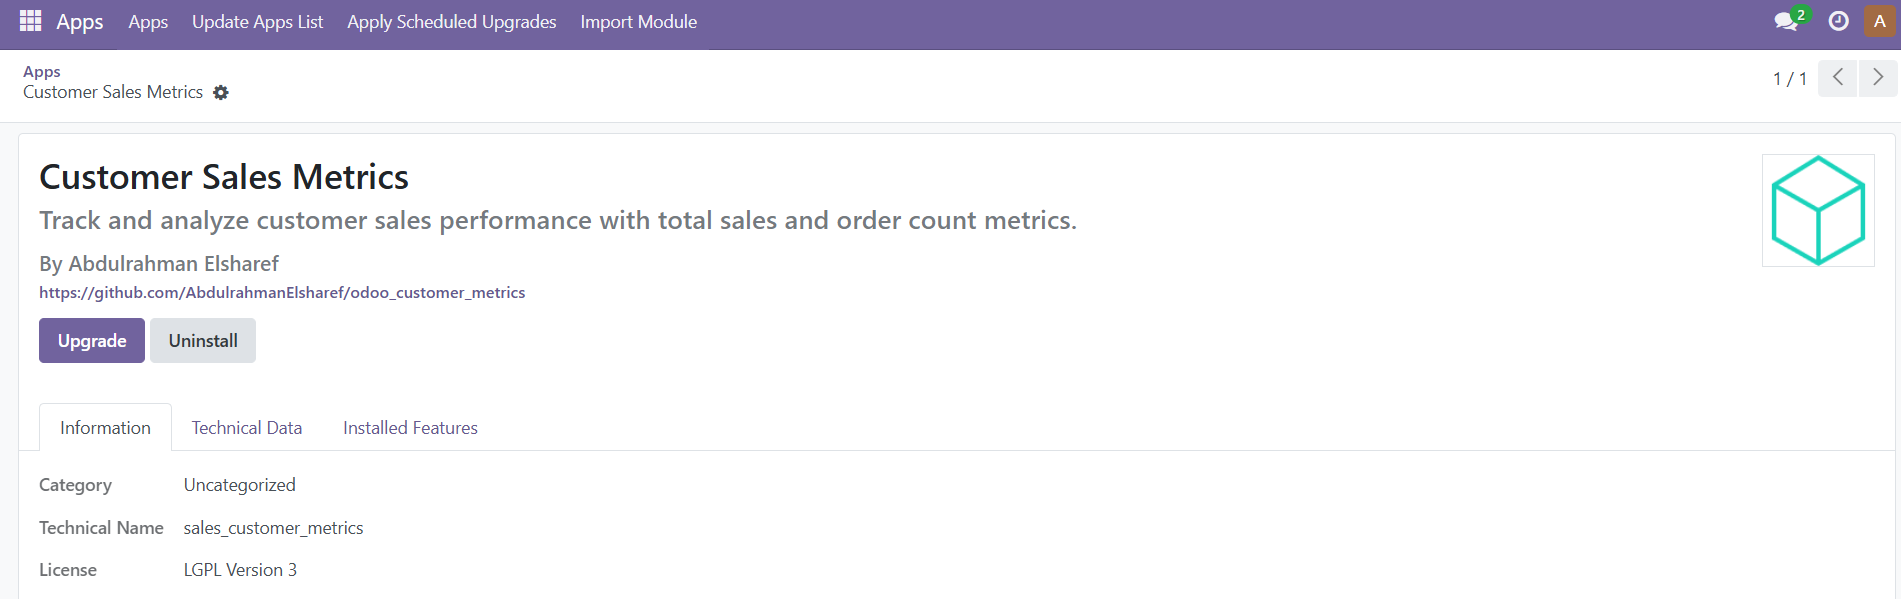 Apps Apps Update Apps List Apply Scheduled Upgrades Import Module 2 A
Apps
Customer Sales Metrics 1 / 1
Customer Sales Metrics
Track and analyze customer sales performance with total sales and order count metrics.
By Abdulrahman Elsharef
https://github.com/AbdulrahmanElsharef/odoo_customer_metrics
Upgrade Uninstall
Information Technical Data Installed Features
Category Uncategorized
Technical Name sales_customer_metrics
License LGPL Version 3